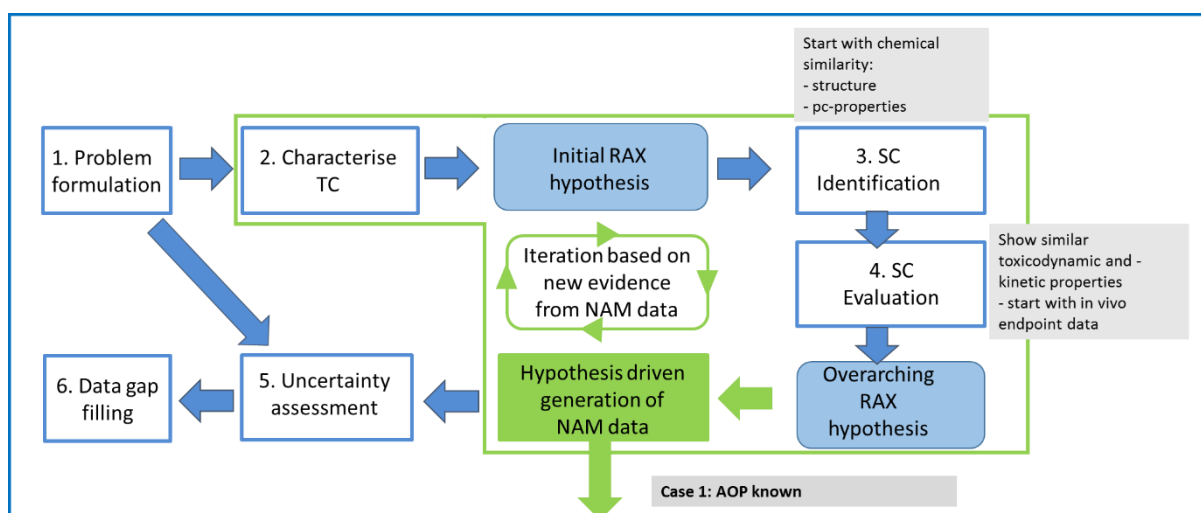 Start with chemical
similarity:
- structure
- pc-properties
1. Problem
formulation
2. Characterise
TC
Initial RAX
hypothesis
3. SC
Identification
Iteration based on
new evidence
from NAM data
4. SC
Evaluation
Show similar
toxicodynamic and -
kinetic properties
- start with in vivo
endpoint data
6. Data gap
filling
5. Uncertainty
assessment
Hypothesis driven
generation of
NAM data
Overarching
RAX
hypothesis
Case 1: AOP known